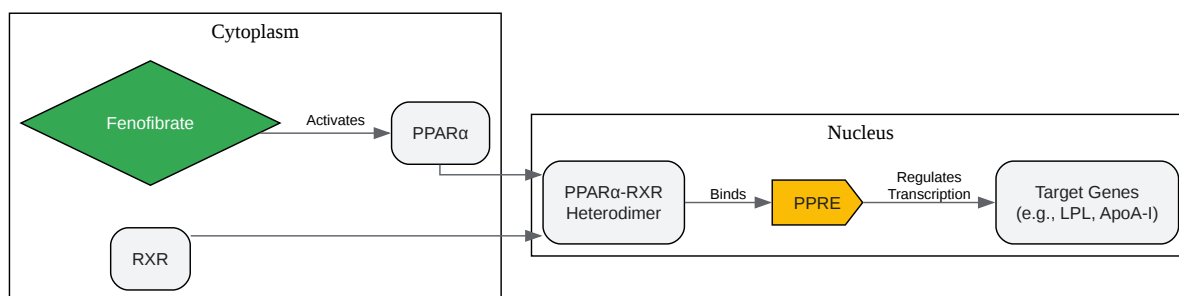 Cytoplasm
Fenofibrate
Activates
PPARα
RXR
Nucleus
PPARα-RXR
Heterodimer
Binds
PPRE
Regulates
Transcription
Target Genes
(e.g., LPL, ApoA-I)